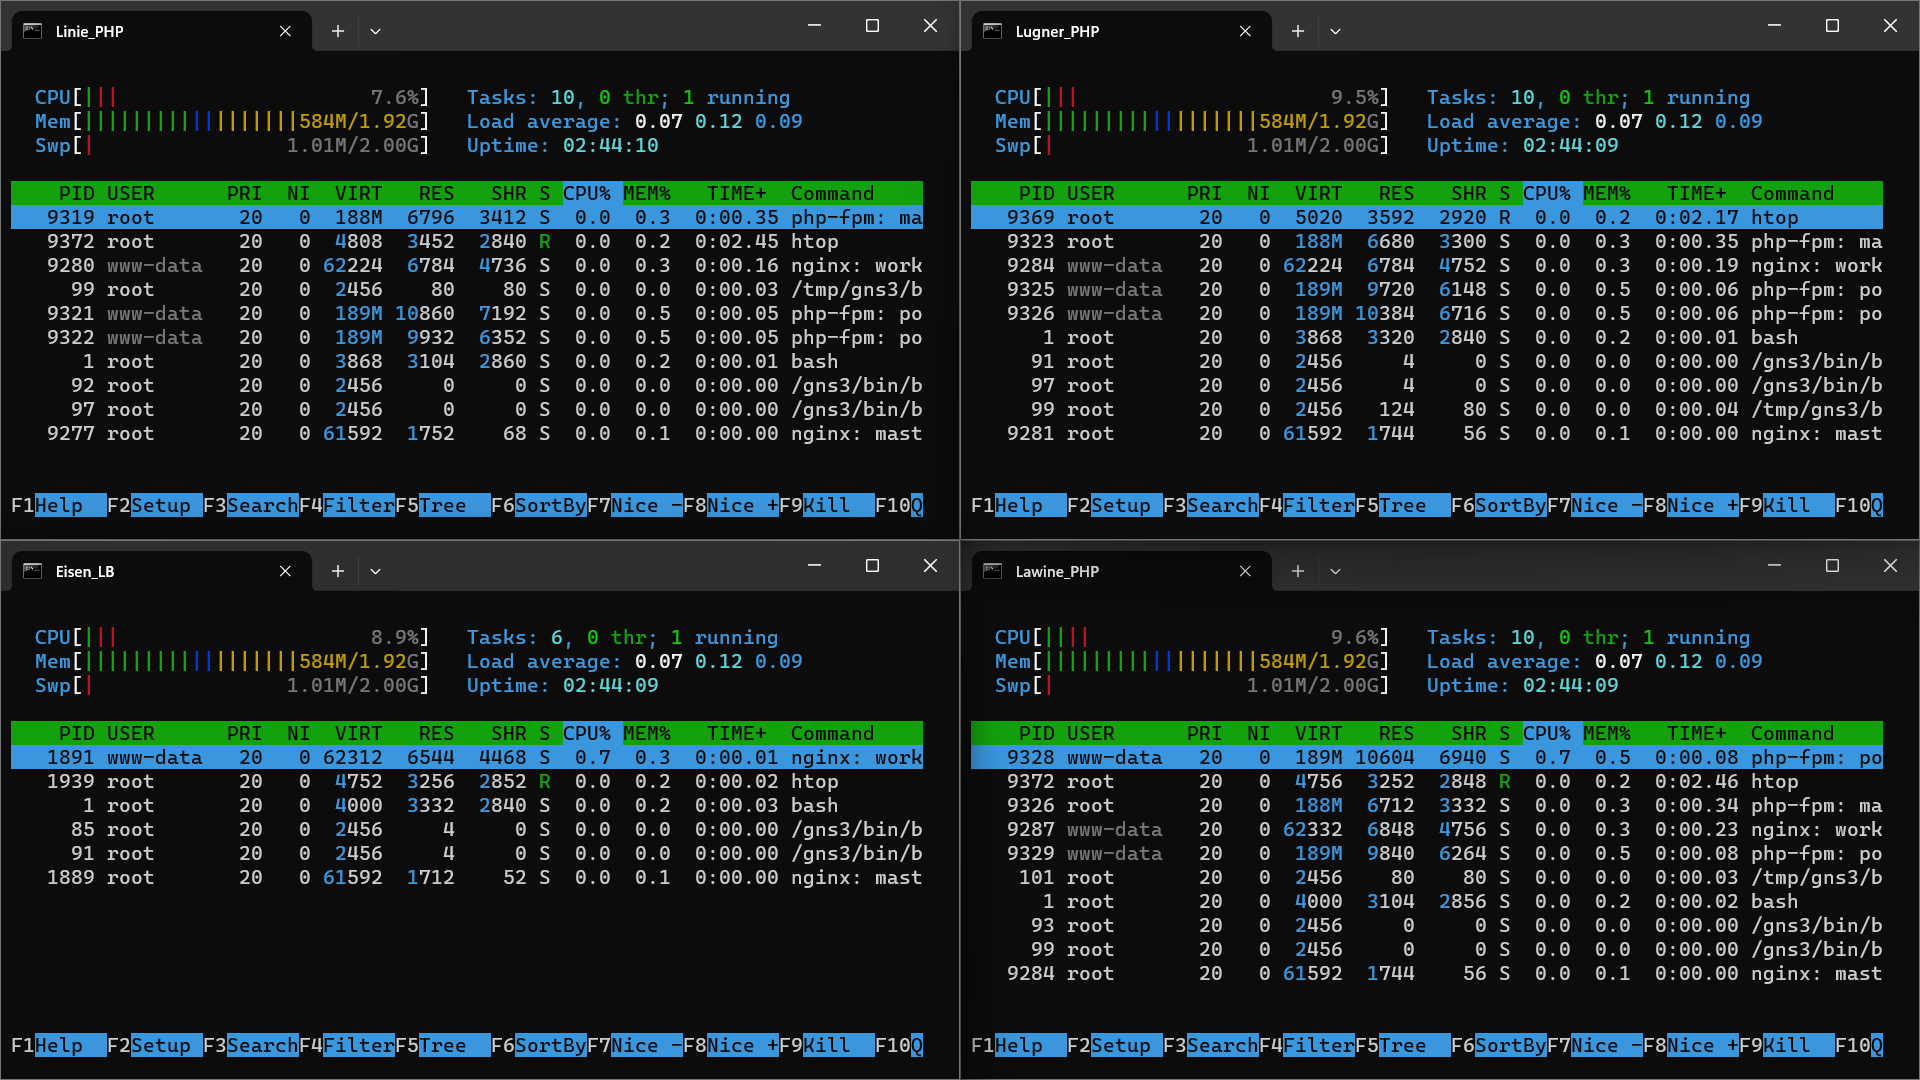 Linie_PHP
CPU[||| 7.6%] Tasks: 10, 0 thr; 1 running
Mem[||||||||||||||||||584M/1.92G] Load average: 0.07 0.12 0.09
Swp[| 1.01M/2.00G] Uptime: 02:44:10
PID USER PRI NI VIRT RES SHR S CPU% MEM% TIME+ Command
9319 root 20 0 188M 6796 3412 S 0.0 0.3 0:00.35 php-fpm: ma
9372 root 20 0 4808 3452 2840 R 0.0 0.2 0:02.45 htop
9280 www-data 20 0 62224 6784 4736 S 0.0 0.3 0:00.16 nginx: work
99 root 20 0 2456 80 80 S 0.0 0.0 0:00.03 /tmp/gns3/b
9321 www-data 20 0 189M 10860 7192 S 0.0 0.5 0:00.05 php-fpm: po
9322 www-data 20 0 189M 9932 6352 S 0.0 0.5 0:00.05 php-fpm: po
1 root 20 0 3868 3104 2860 S 0.0 0.2 0:00.01 bash
92 root 20 0 2456 0 0 S 0.0 0.0 0:00.00 /gns3/bin/b
97 root 20 0 2456 0 0 S 0.0 0.0 0:00.00 /gns3/bin/b
9277 root 20 0 61592 1752 68 S 0.0 0.1 0:00.00 nginx: mast
F1Help F2Setup F3SearchF4FilterF5Tree F6SortByF7Nice -F8Nice +F9Kill F10Q
Lugner_PHP
CPU[||| 9.5%] Tasks: 10, 0 thr; 1 running
Mem[||||||||||||||||||584M/1.92G] Load average: 0.07 0.12 0.09
Swp[| 1.01M/2.00G] Uptime: 02:44:09
PID USER PRI NI VIRT RES SHR S CPU% MEM% TIME+ Command
9369 root 20 0 5020 3592 2920 R 0.0 0.2 0:02.17 htop
9323 root 20 0 188M 6680 3300 S 0.0 0.3 0:00.35 php-fpm: ma
9284 www-data 20 0 62224 6784 4752 S 0.0 0.3 0:00.19 nginx: work
9325 www-data 20 0 189M 9720 6148 S 0.0 0.5 0:00.06 php-fpm: po
9326 www-data 20 0 189M 10384 6716 S 0.0 0.5 0:00.06 php-fpm: po
1 root 20 0 3868 3320 2840 S 0.0 0.2 0:00.01 bash
91 root 20 0 2456 4 0 S 0.0 0.0 0:00.00 /gns3/bin/b
97 root 20 0 2456 4 0 S 0.0 0.0 0:00.00 /gns3/bin/b
99 root 20 0 2456 124 80 S 0.0 0.0 0:00.04 /tmp/gns3/b
9281 root 20 0 61592 1744 56 S 0.0 0.1 0:00.00 nginx: mast
F1Help F2Setup F3SearchF4FilterF5Tree F6SortByF7Nice -F8Nice +F9Kill F10Q
Eisen_LB
CPU[||| 8.9%] Tasks: 6, 0 thr; 1 running
Mem[||||||||||||||||||584M/1.92G] Load average: 0.07 0.12 0.09
Swp[| 1.01M/2.00G] Uptime: 02:44:09
PID USER PRI NI VIRT RES SHR S CPU% MEM% TIME+ Command
1891 www-data 20 0 62312 6544 4468 S 0.7 0.3 0:00.01 nginx: work
1939 root 20 0 4752 3256 2852 R 0.0 0.2 0:00.02 htop
1 root 20 0 4000 3332 2840 S 0.0 0.2 0:00.03 bash
85 root 20 0 2456 4 0 S 0.0 0.0 0:00.00 /gns3/bin/b
91 root 20 0 2456 4 0 S 0.0 0.0 0:00.00 /gns3/bin/b
1889 root 20 0 61592 1712 52 S 0.0 0.1 0:00.00 nginx: mast
F1Help F2Setup F3SearchF4FilterF5Tree F6SortByF7Nice -F8Nice +F9Kill F10Q
Lawine_PHP
CPU[|||| 9.6%] Tasks: 10, 0 thr; 1 running
Mem[||||||||||||||||||584M/1.92G] Load average: 0.07 0.12 0.09
Swp[| 1.01M/2.00G] Uptime: 02:44:09
PID USER PRI NI VIRT RES SHR S CPU% MEM% TIME+ Command
9328 www-data 20 0 189M 10604 6940 S 0.7 0.5 0:00.08 php-fpm: po
9372 root 20 0 4756 3252 2848 R 0.0 0.2 0:02.46 htop
9326 root 20 0 188M 6712 3332 S 0.0 0.3 0:00.34 php-fpm: ma
9287 www-data 20 0 62332 6848 4756 S 0.0 0.3 0:00.23 nginx: work
9329 www-data 20 0 189M 9840 6264 S 0.0 0.5 0:00.08 php-fpm: po
101 root 20 0 2456 80 80 S 0.0 0.0 0:00.03 /tmp/gns3/b
1 root 20 0 4000 3104 2856 S 0.0 0.2 0:00.02 bash
93 root 20 0 2456 0 0 S 0.0 0.0 0:00.00 /gns3/bin/b
99 root 20 0 2456 0 0 S 0.0 0.0 0:00.00 /gns3/bin/b
9284 root 20 0 61592 1744 56 S 0.0 0.1 0:00.00 nginx: mast
F1Help F2Setup F3SearchF4FilterF5Tree F6SortByF7Nice -F8Nice +F9Kill F10Q